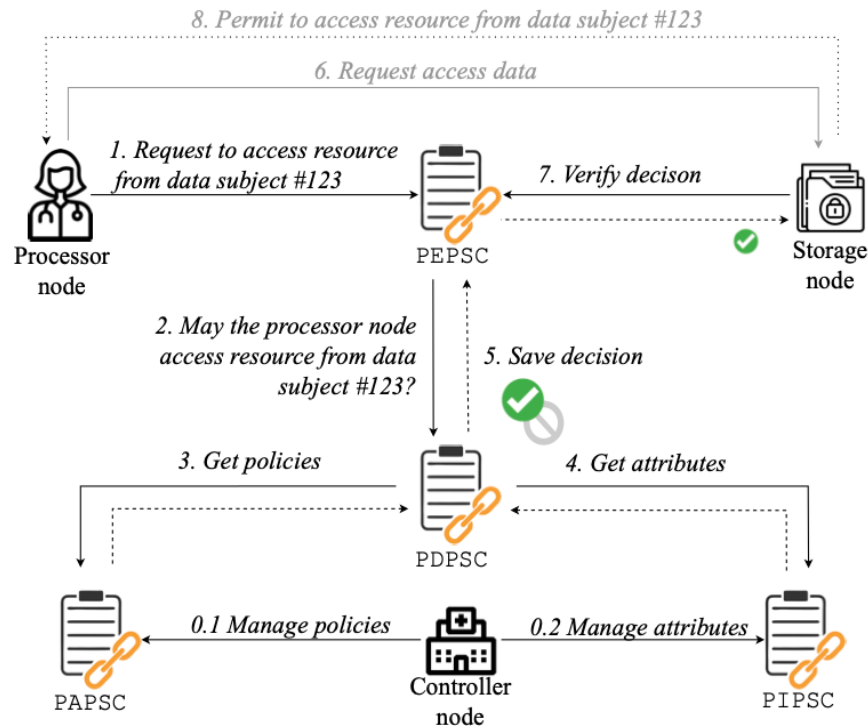 8. Permit to access resource from data subject #123
6. Request access data
1. Request to access resource
from data subject #123
7. Verify decison
Processor
node
PEPSC
Storage
node
2. May the processor node
access resource from data
subject #123?
5. Save decision
3. Get policies
4. Get attributes
PDPSC
0.1 Manage policies
0.2 Manage attributes
PAPSC
Controller
node
PIPSC